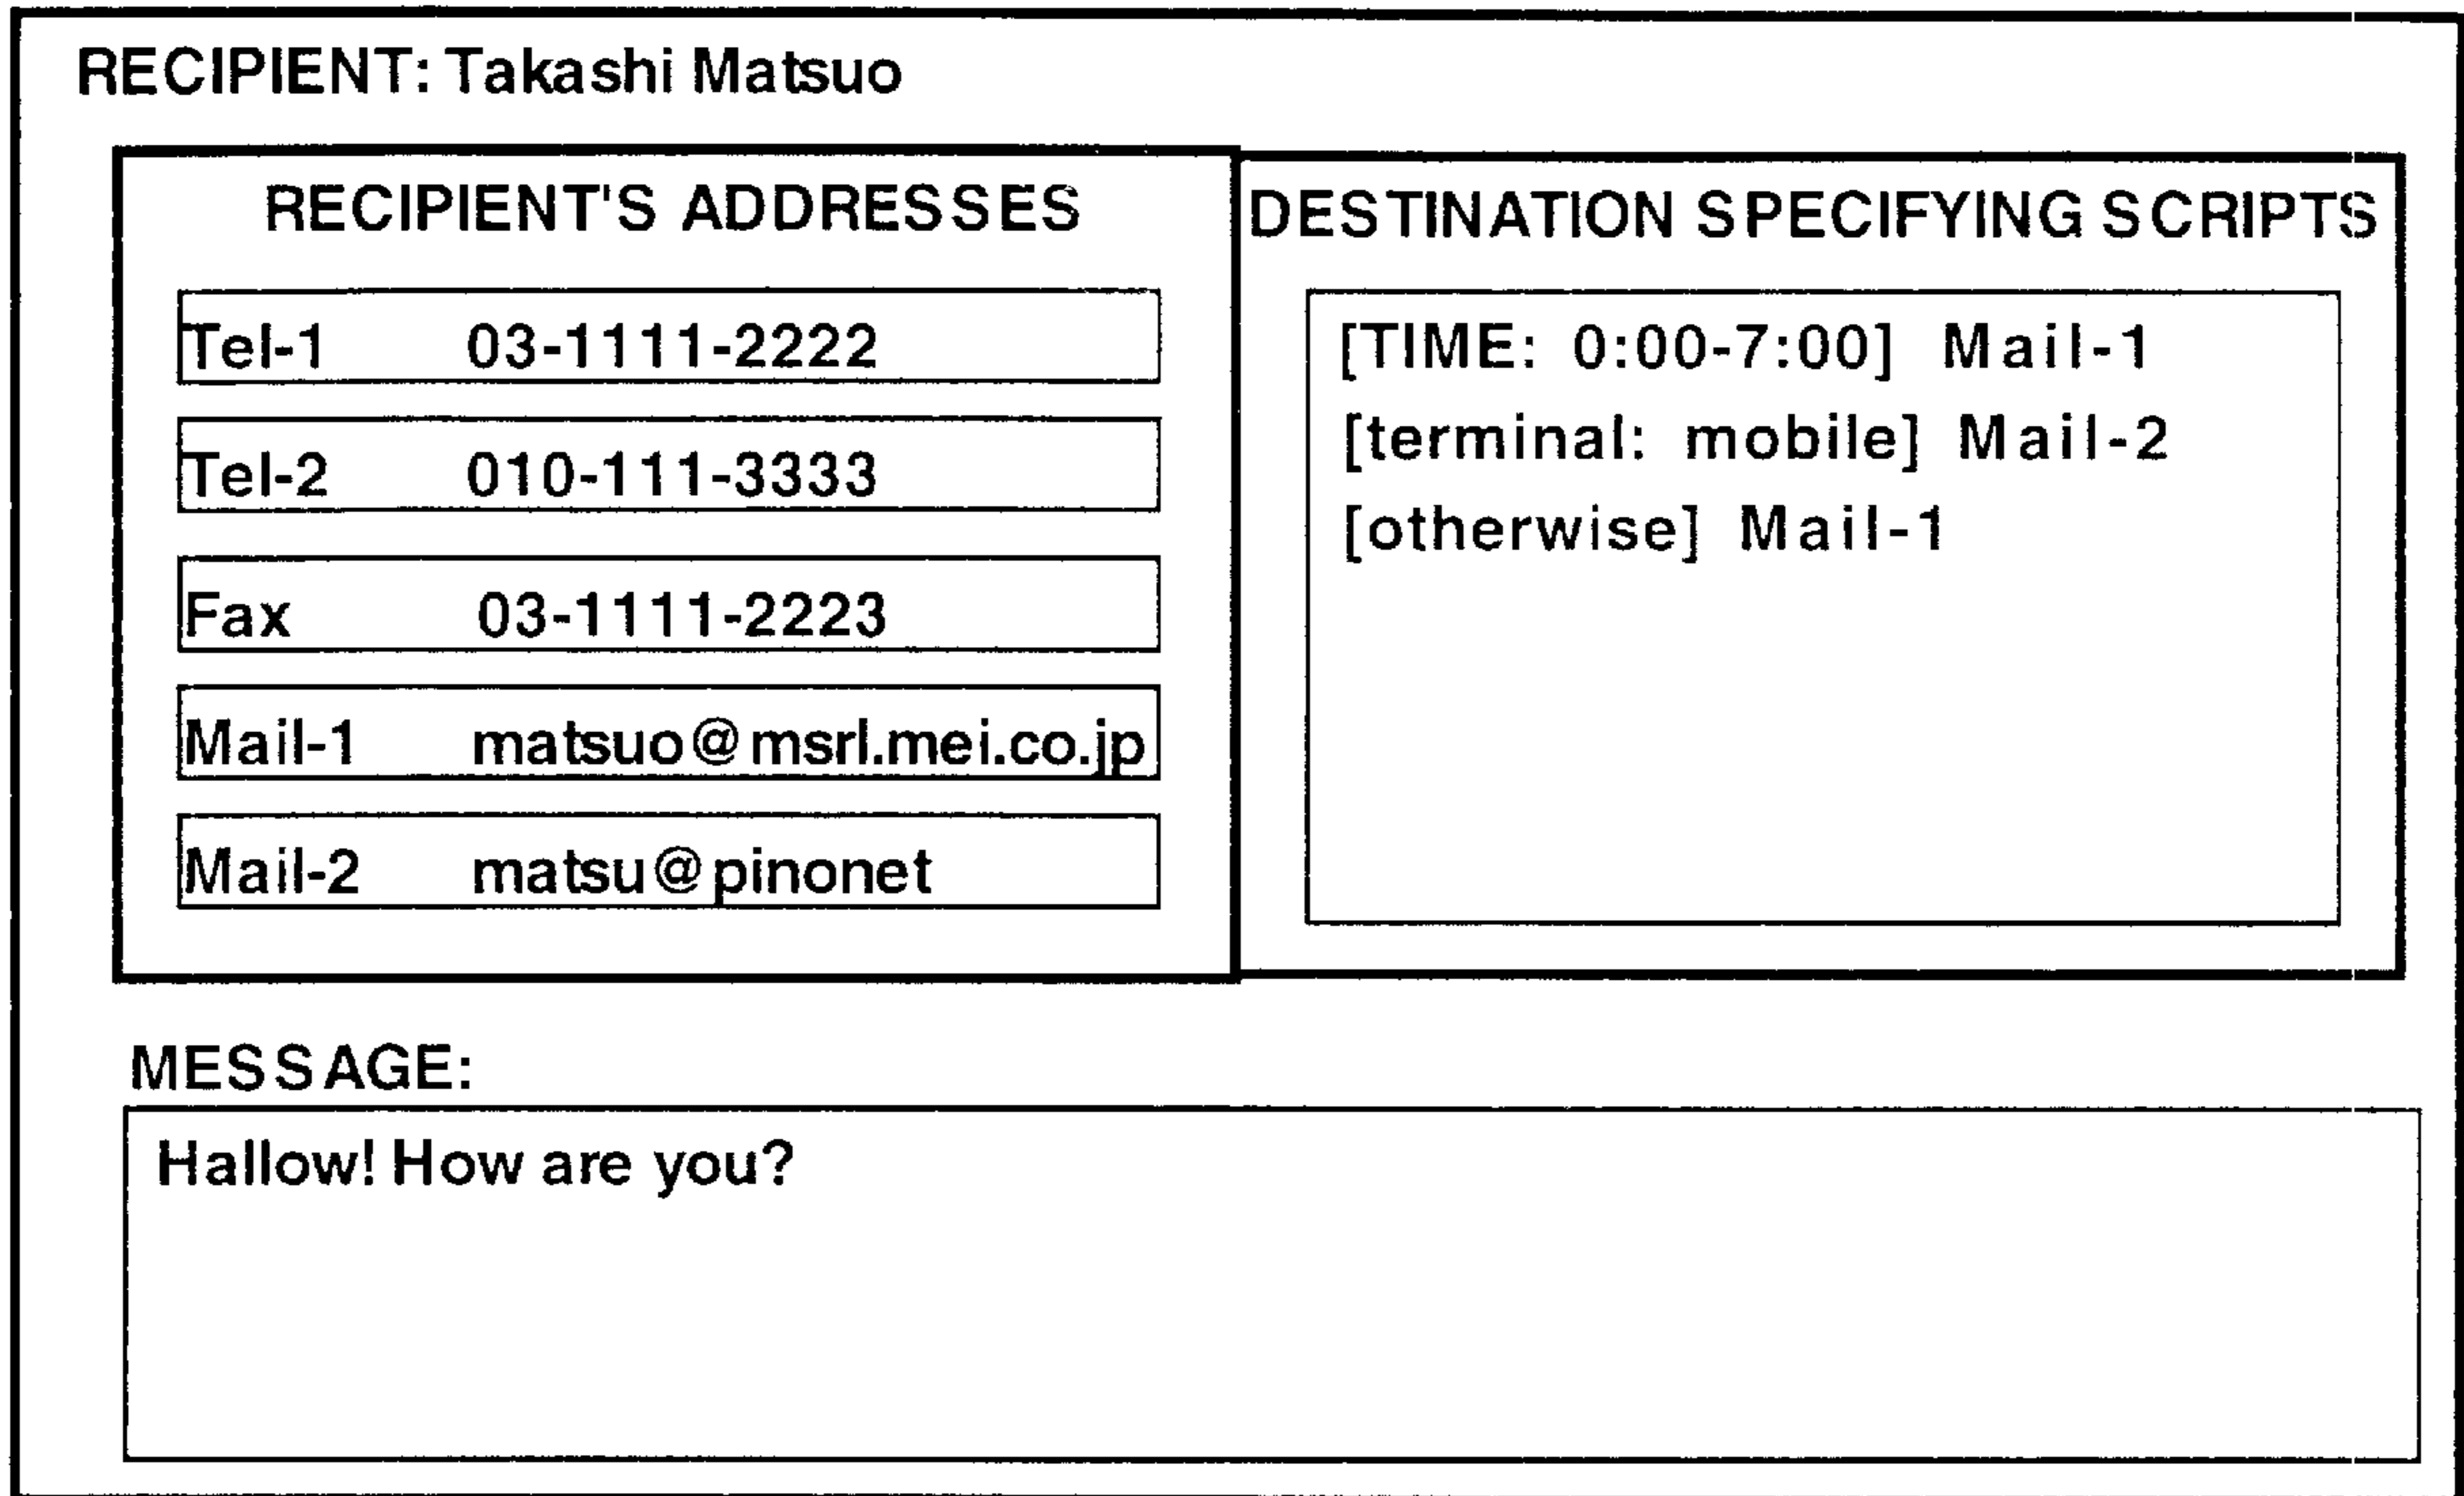 RECIPIENT: Takashi Matsuo
RECIPIENT'S ADDRESSES
Tel-1 03-1111-2222
Tel-2 010-111-3333
Fax 03-1111-2223
Mail-1 matsuo@msrl.mei.co.jp
Mail-2 matsu@pinonet
DESTINATION SPECIFYING SCRIPTS
[TIME: 0:00-7:00] Mail-1
[terminal: mobile] Mail-2
[otherwise] Mail-1
MESSAGE:
Hallow! How are you?